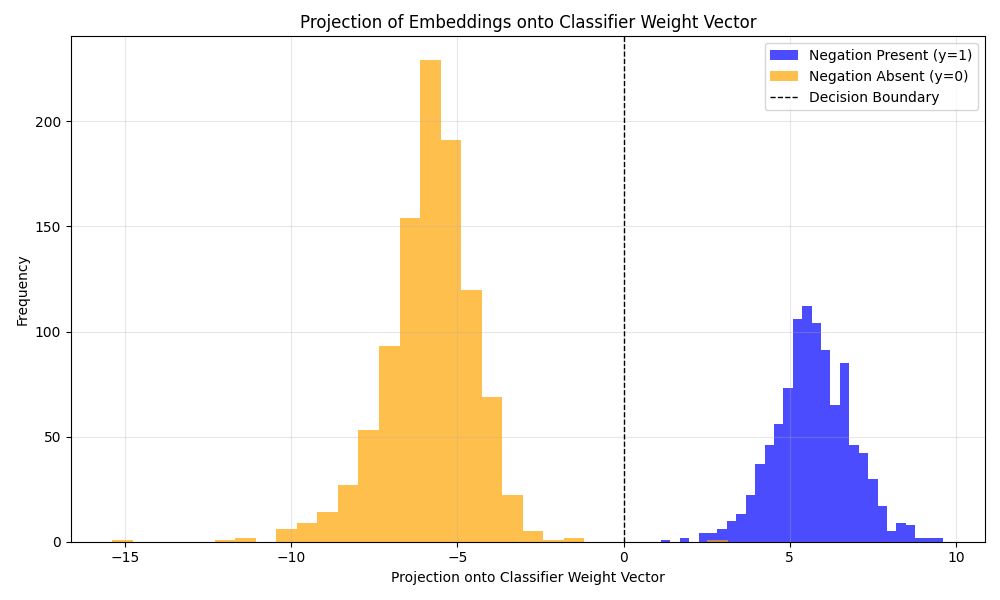 Projection of Embeddings onto Classifier Weight Vector
Negation Present (y=1)
Negation Absent (y=0)
Decision Boundary
Frequency
200
150
100
50
0
−15
−10
−5
0
5
10
Projection onto Classifier Weight Vector